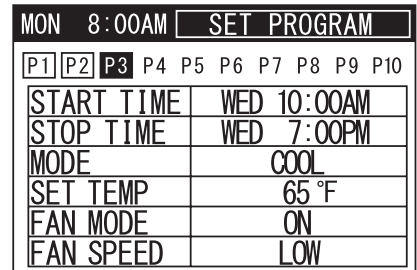 MON 8:00AM SET PROGRAM
P1 P2 P3 P4 P5 P6 P7 P8 P9 P10
START TIME WED 10:00AM
STOP TIME WED 7:00PM
MODE COOL
SET TEMP 65°F
FAN MODE ON
FAN SPEED LOW